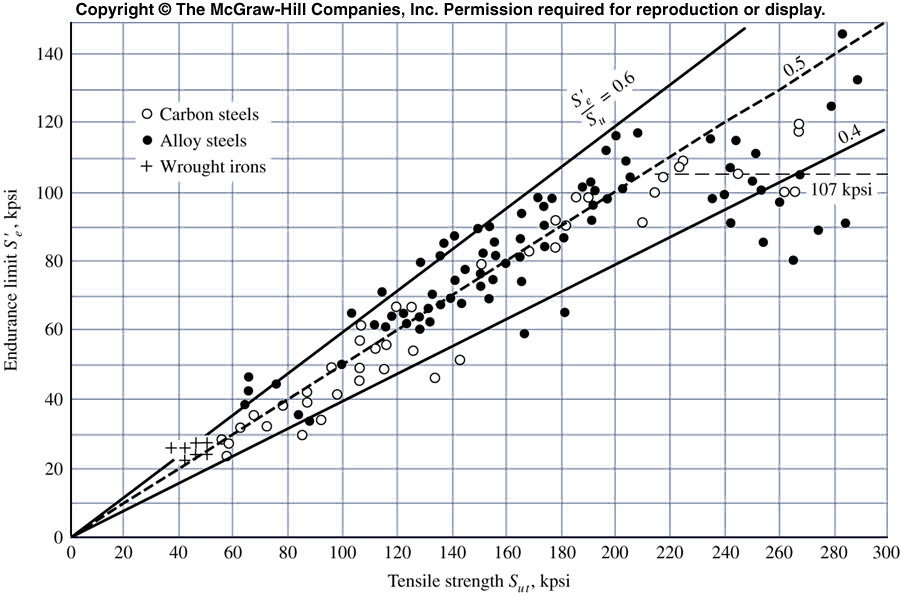 Copyright © The McGraw-Hill Companies, Inc. Permission required for reproduction or display.
140
120
100
80
60
40
20
0
Endurance limit S′e, kpsi
Carbon steels
Alloy steels
Wrought irons
S′e/Su = 0.6
0.5
0.4
107 kpsi
0 20 40 60 85 100 120 140 160 180 200 220 240 260 280 300
Tensile strength Sut, kpsi